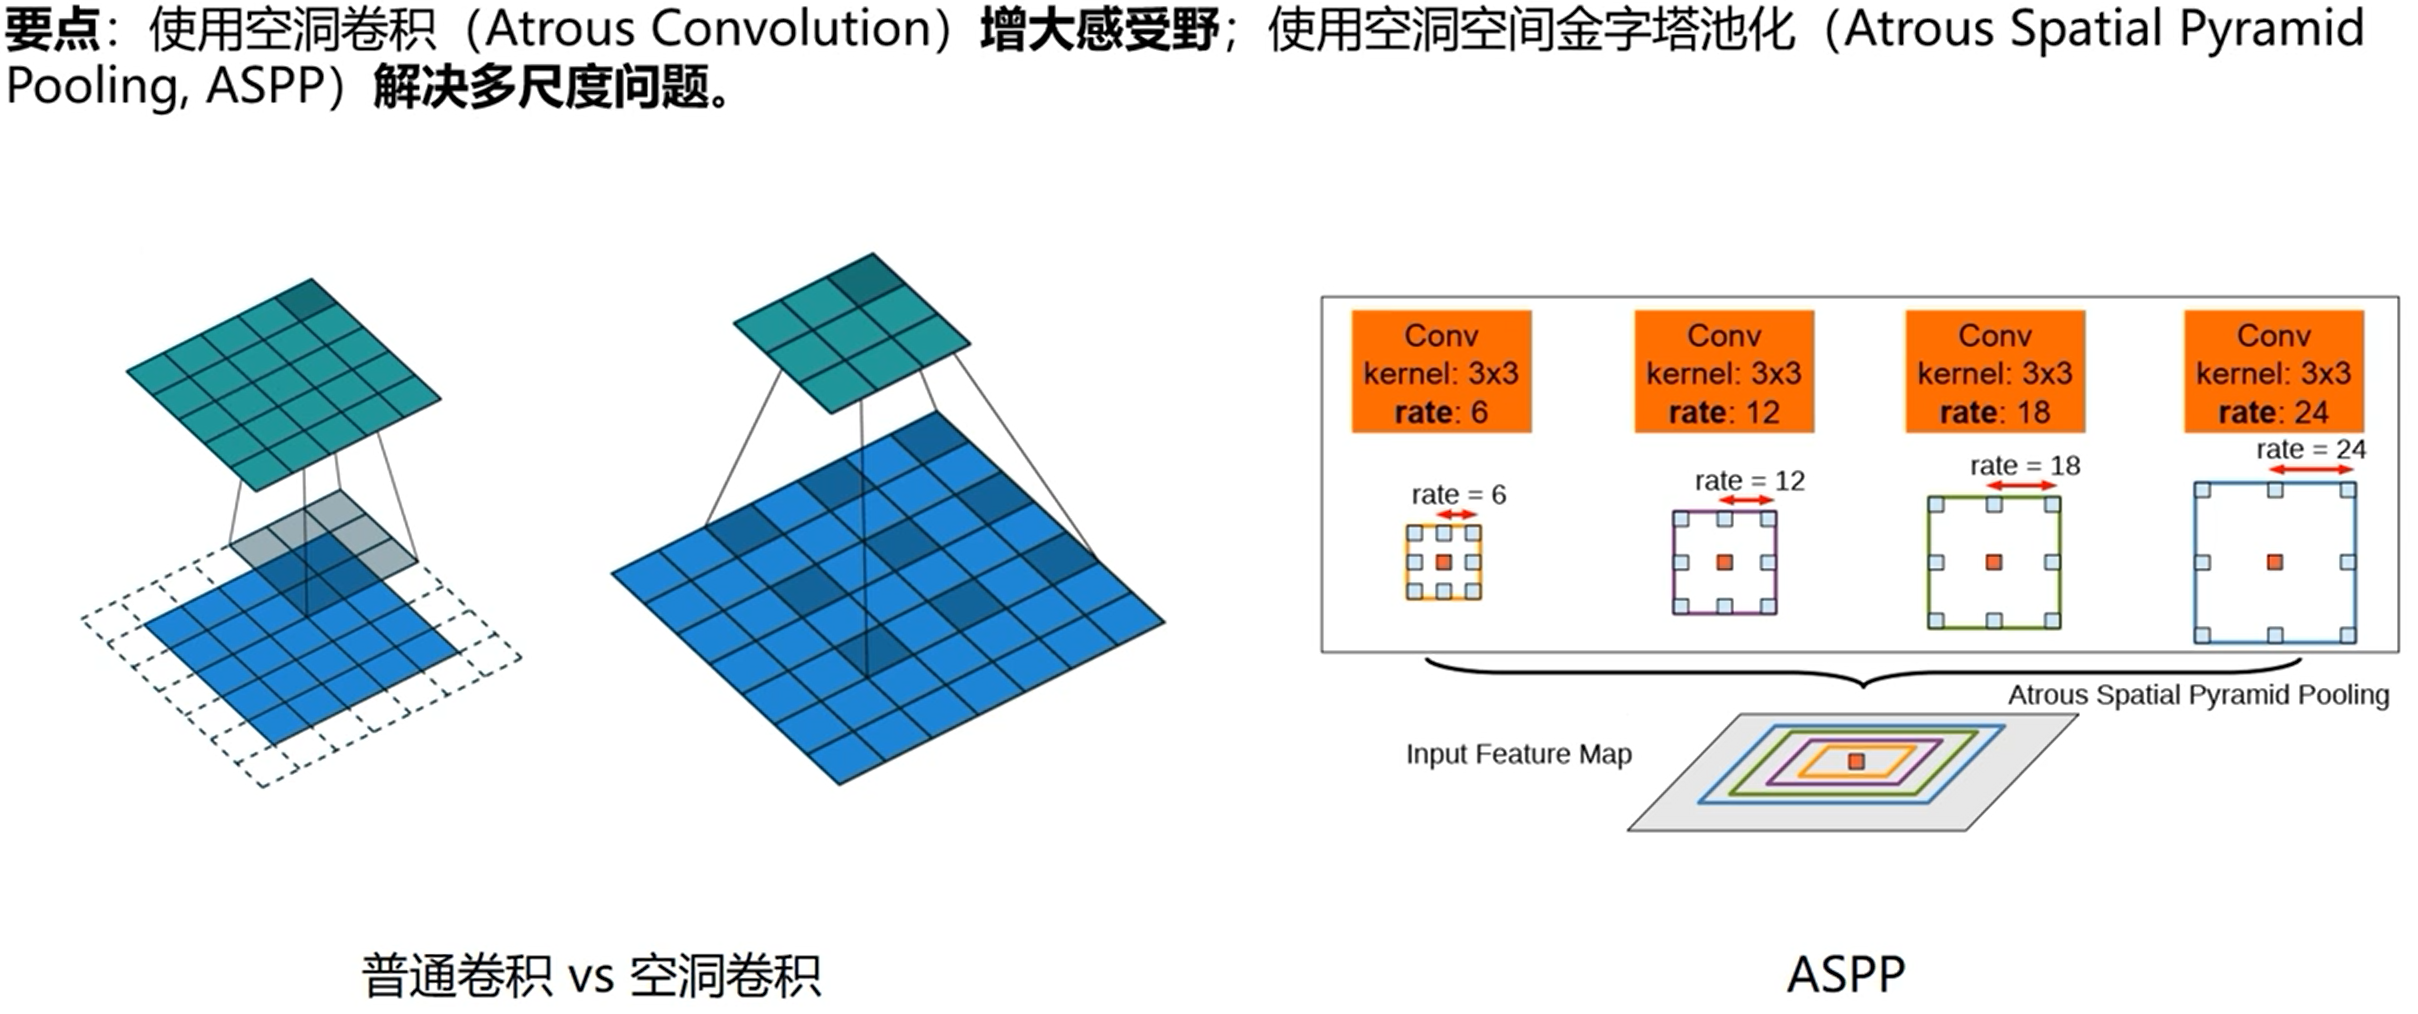 要点：使用空洞卷积（Atrous Convolution）增大感受野；使用空洞空间金字塔池化（Atrous Spatial Pyramid
Pooling, ASPP）解决多尺度问题。
Conv
kernel: 3x3
rate: 6
Conv
kernel: 3x3
rate: 12
Conv
kernel: 3x3
rate: 18
Conv
kernel: 3x3
rate: 24
rate = 6
rate = 12
rate = 18
rate = 24
Atrous Spatial Pyramid Pooling
Input Feature Map
普通卷积 vs 空洞卷积
ASPP